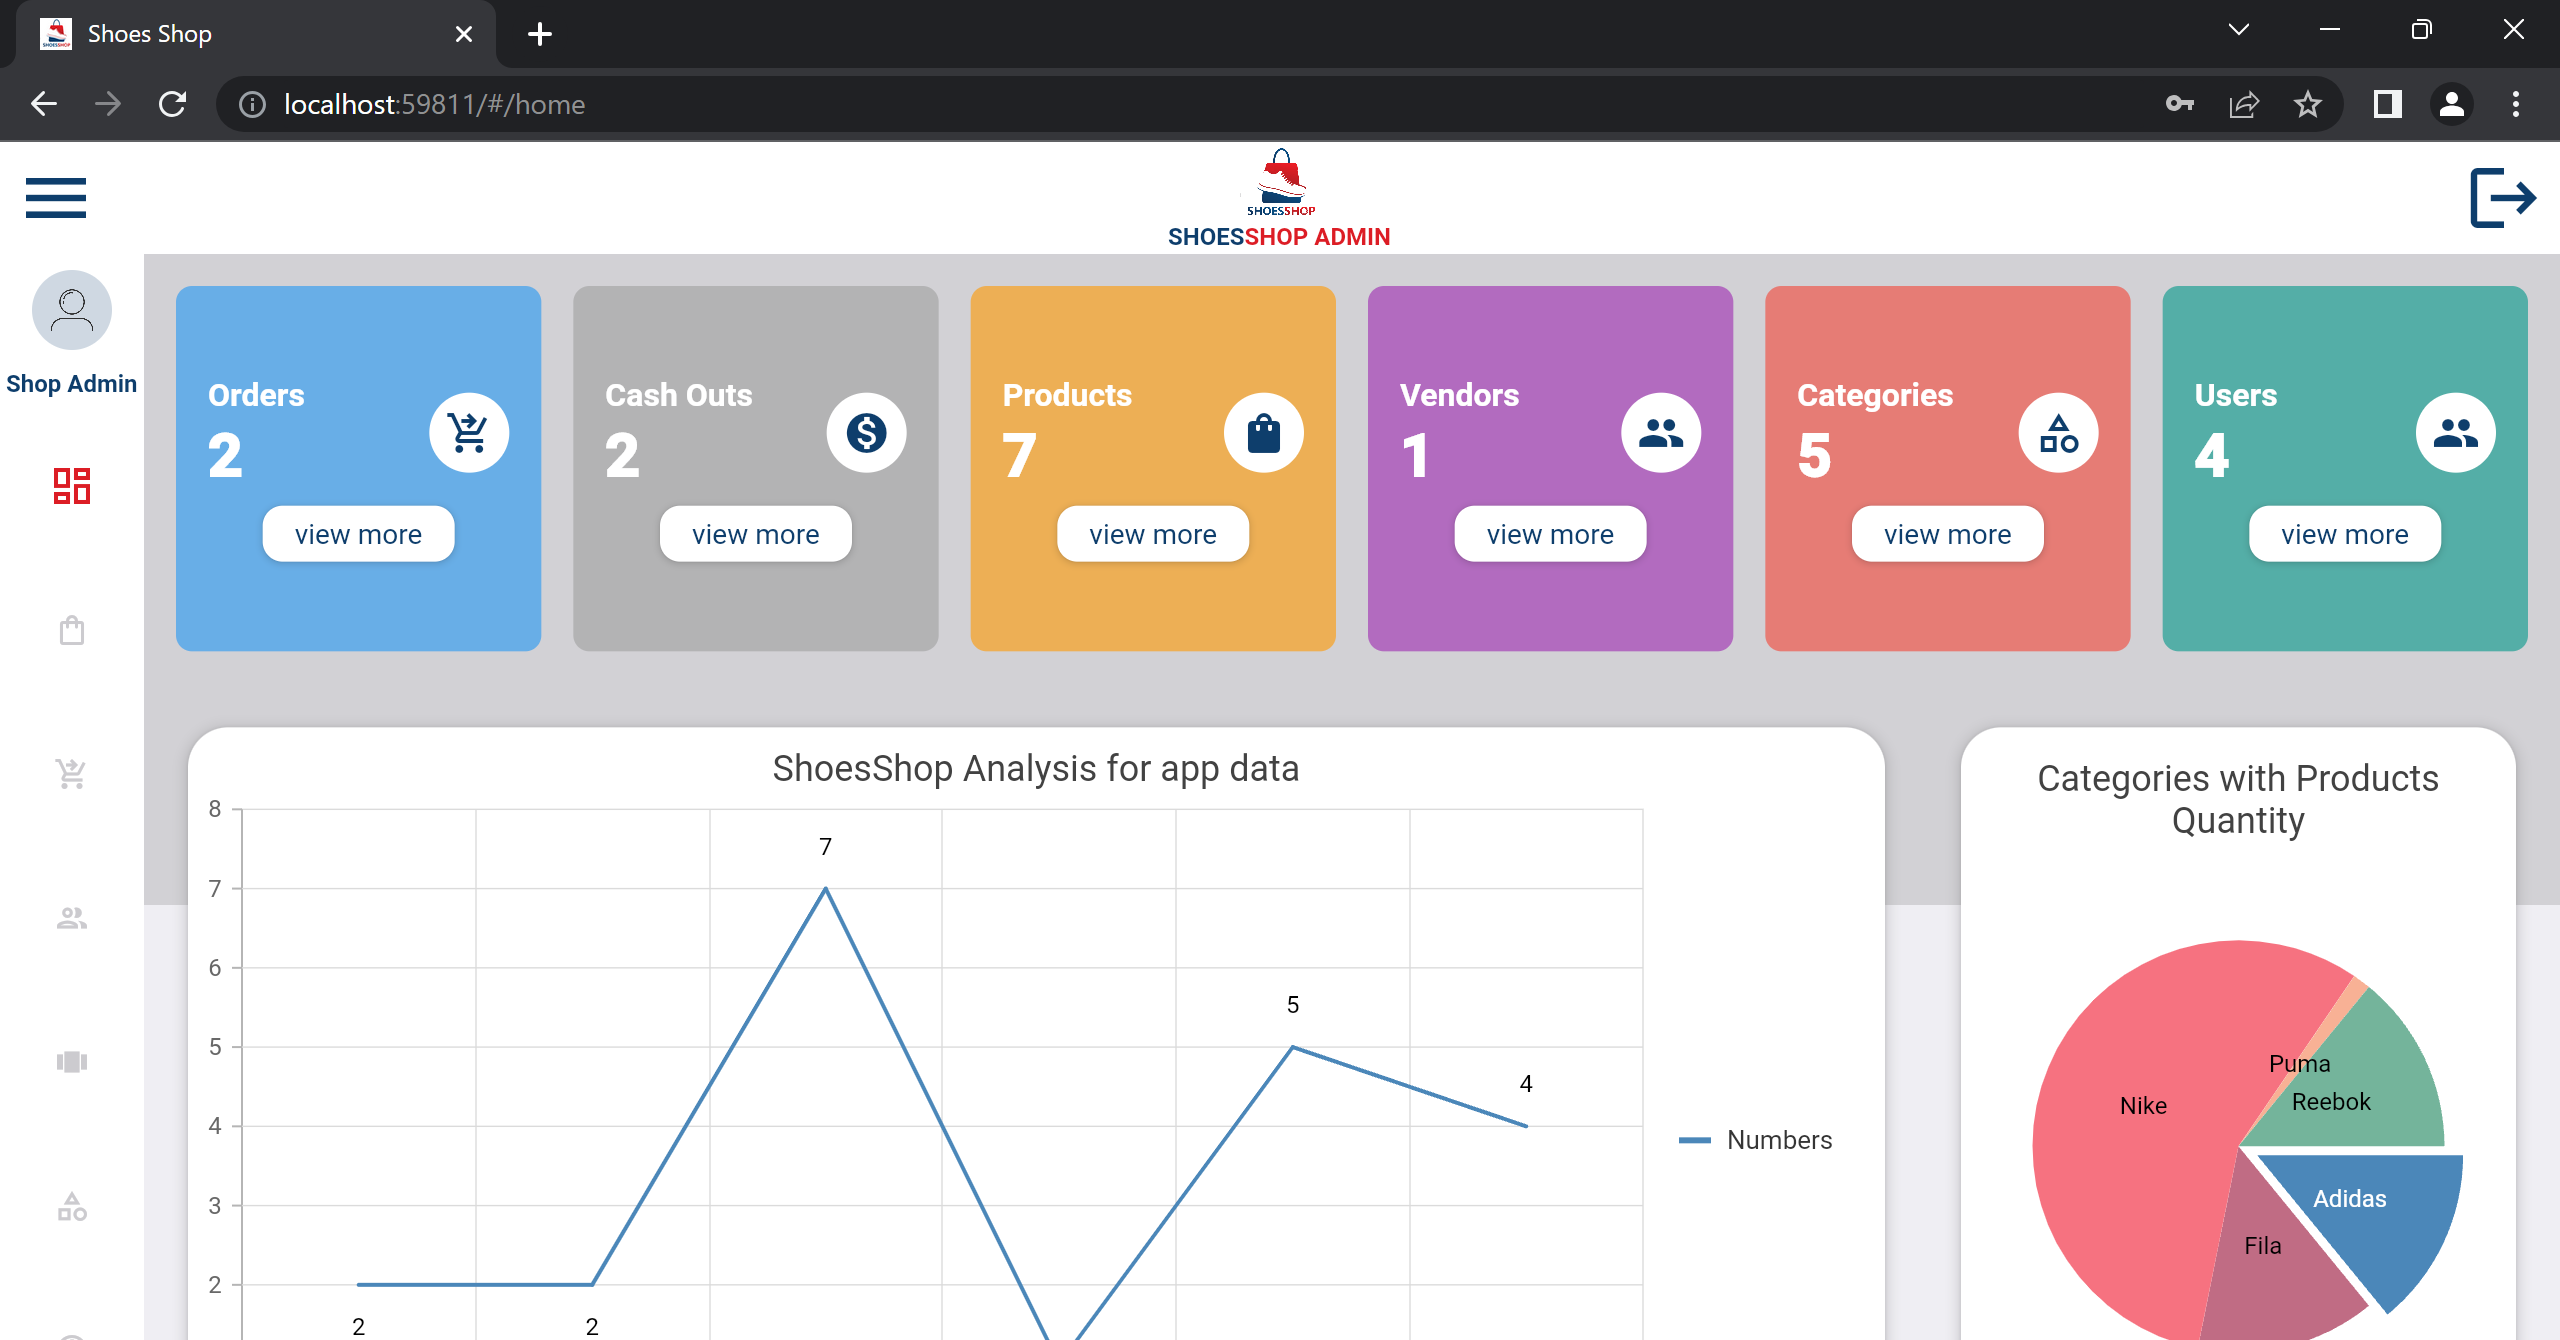 Shoes Shop
localhost:59811/#/home
SHOESSHOP
SHOESSHOP ADMIN
Shop Admin
Orders
2
view more
Cash Outs
2
view more
Products
7
view more
Vendors
1
view more
Categories
5
view more
Users
4
view more
ShoesShop Analysis for app data
8
7
6
5
4
3
2
2
2
7
5
4
Numbers
Categories with Products
Quantity
Nike
Puma
Reebok
Adidas
Fila